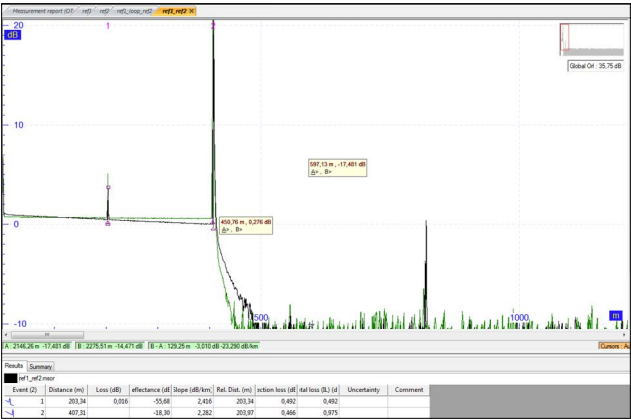 Measurement report (OT ref1 ref2 ref1_loop_ref2 ref1_ref2 X
20
dB
1
2
Global Orl : 35,75 dB
10
597,13 m , -17,481 dB
A> , B>
450,76 m , 0,276 dB
A> , B>
0
500
1000
m
-10
A : 2146,26 m -17,481 dB B : 2275,51 m -14,471 dB B - A : 129,25 m -3,010 dB -23,290 dB/km
Cursors : Au
Results Summary
ref1_ref2.msor
Event (2) Distance (m) Loss (dB) eflectance (dB Slope (dB/km) Rel. Dist. (m) ection loss (dE otal loss (IL) (d Uncertainty Comment
1 203,34 0,016 -55,68 2,416 203,34 0,492 0,492
2 407,31 -18,30 2,282 203,97 0,466 0,975